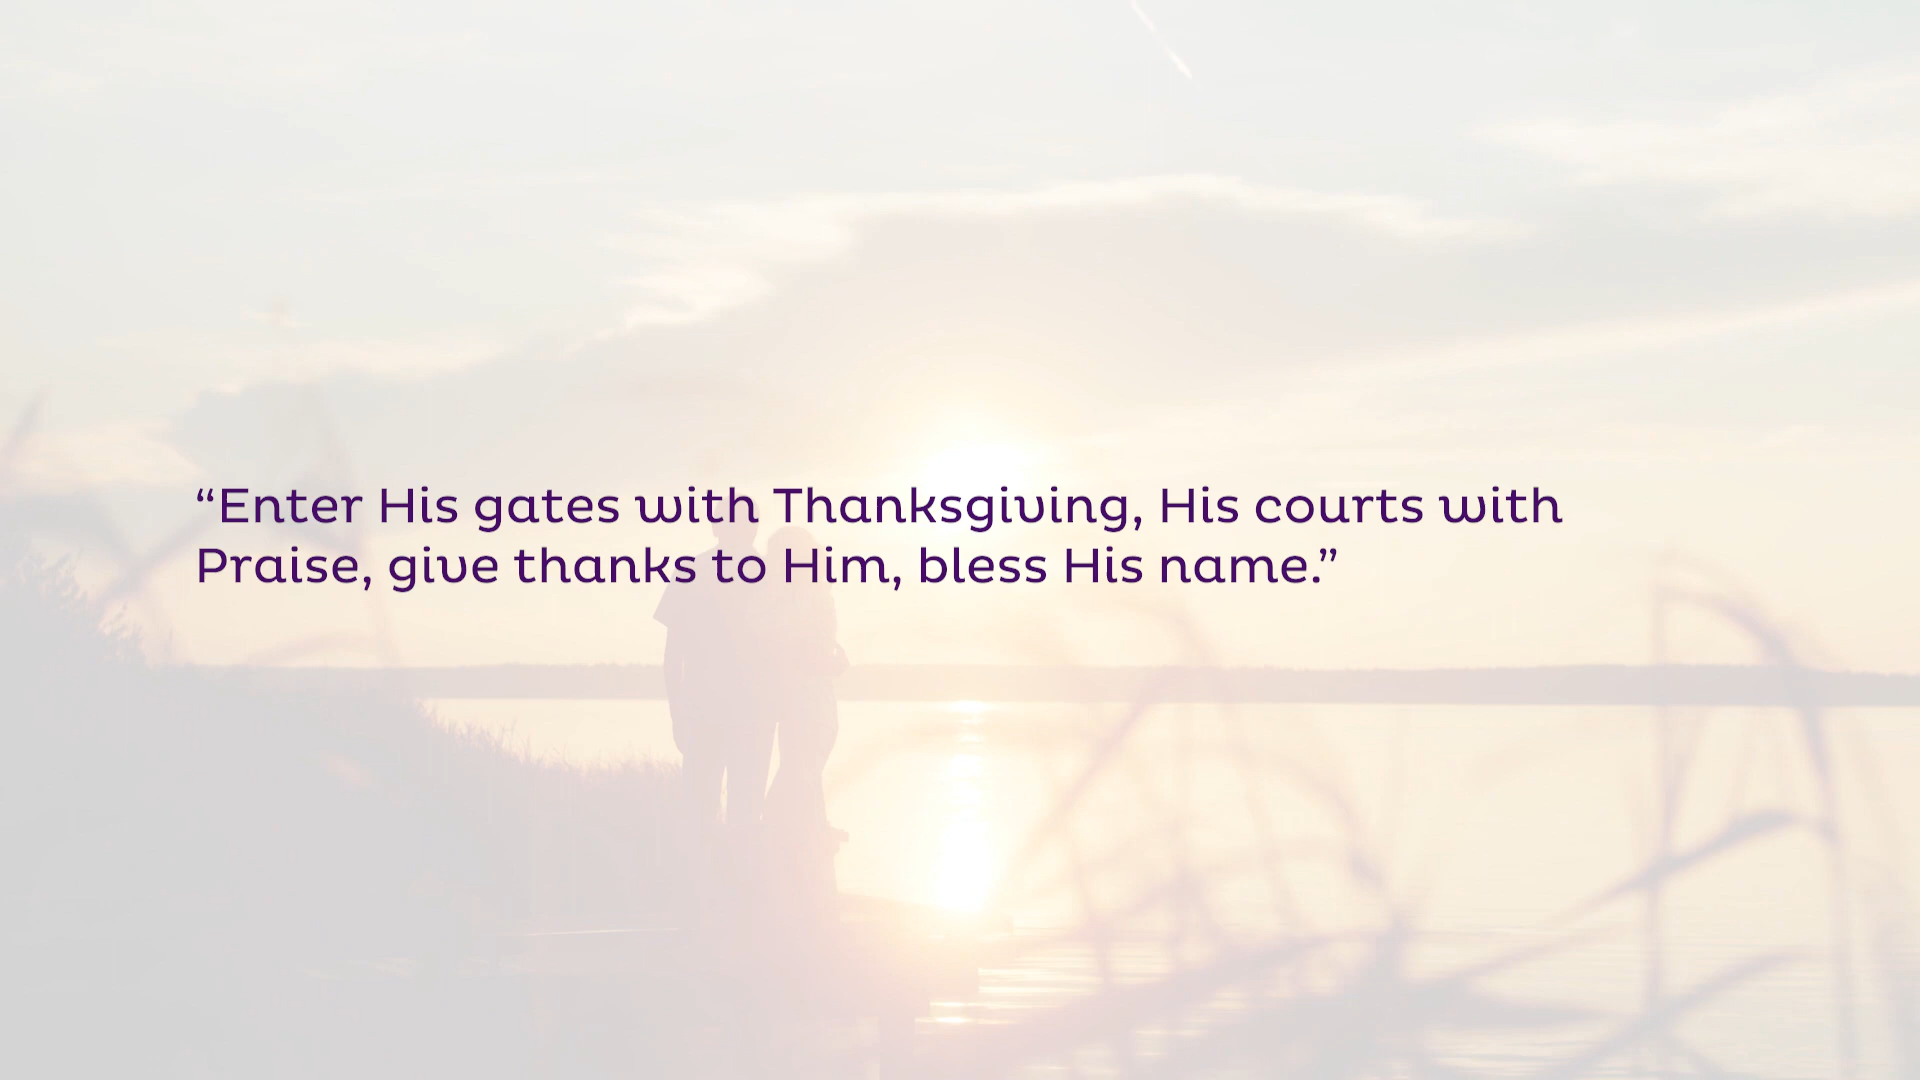 “Enter His gates with Thanksgiving, His courts with
Praise, give thanks to Him, bless His name.”